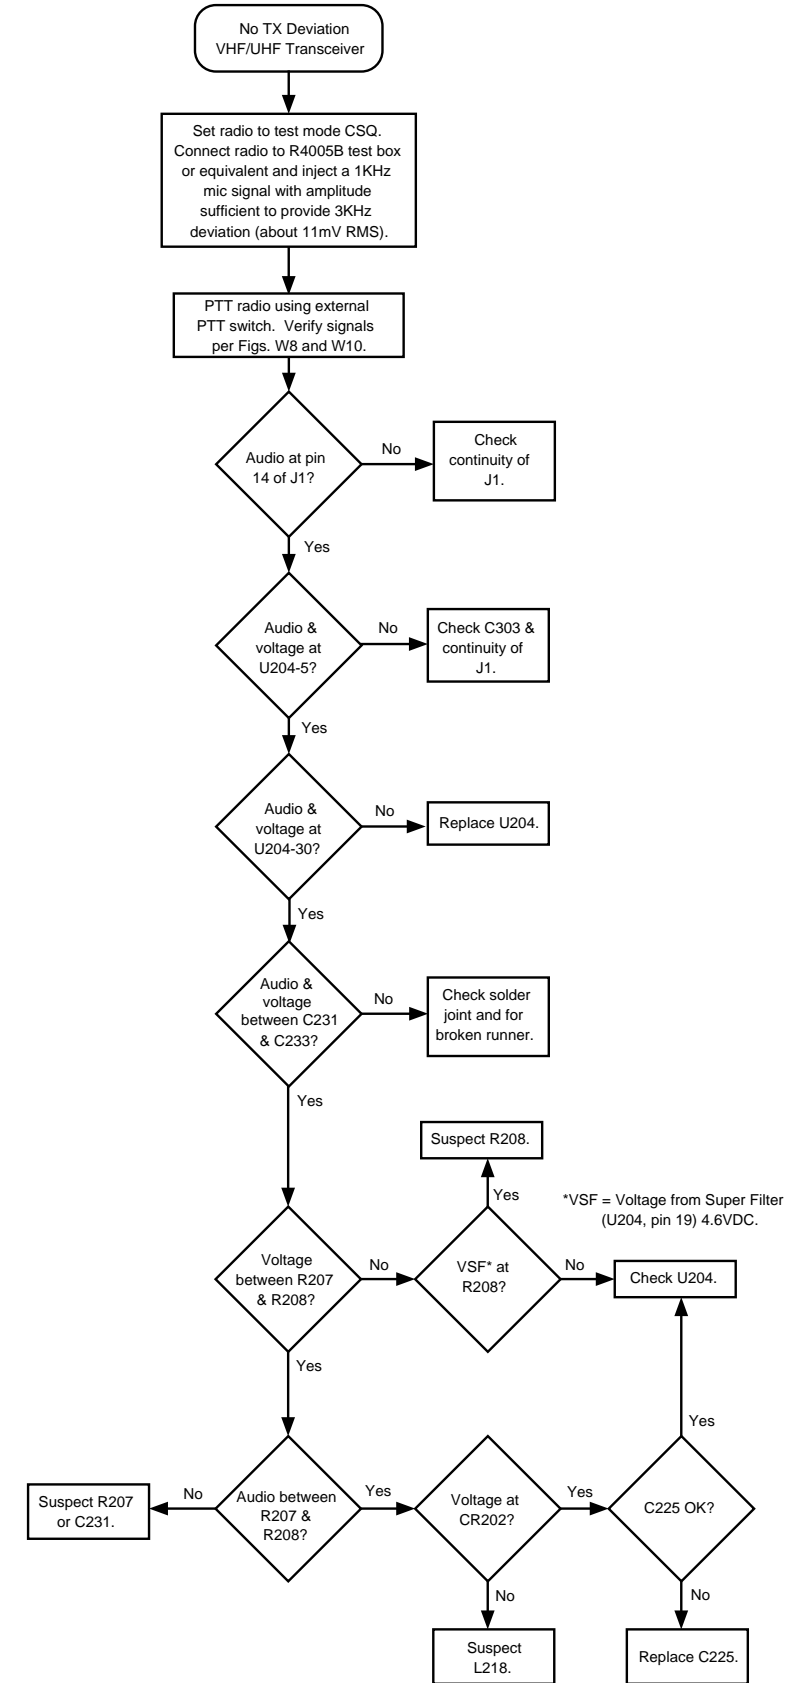 No TX Deviation
VHF/UHF Transceiver
Set radio to test mode CSQ.
Connect radio to R4005B test box
or equivalent and inject a 1KHz
mic signal with amplitude
sufficient to provide 3KHz
deviation (about 11mV RMS).
PTT radio using external
PTT switch. Verify signals
per Figs. W8 and W10.
Audio at pin
14 of J1?
No
Check
continuity of
J1.
Yes
Audio &
voltage at
U204-5?
No
Check C303 &
continuity of
J1.
Yes
Audio &
voltage at
U204-30?
No
Replace U204.
Yes
Audio &
voltage
between C231
& C233?
No
Check solder
joint and for
broken runner.
Yes
Suspect R208.
Yes
*VSF = Voltage from Super Filter
(U204, pin 19) 4.6VDC.
Voltage
between R207
& R208?
No
VSF* at
R208?
No
Check U204.
Yes
Yes
Suspect R207
or C231.
No
Audio between
R207 &
R208?
Yes
Voltage at
CR202?
Yes
C225 OK?
No
No
Suspect
L218.
Replace C225.